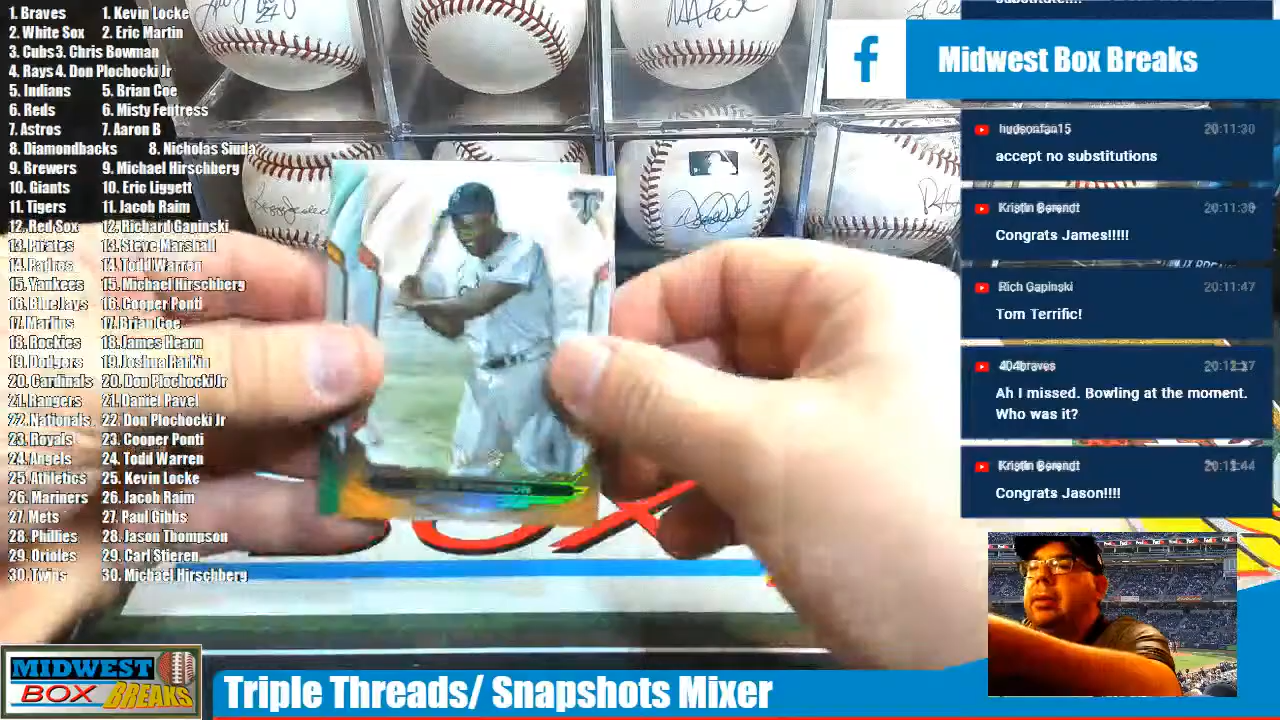 1. Braves 1. Kevin Locke
2. White Sox 2. Eric Martin
3. Cubs 3. Chris Bowman
4. Rays 4. Don Plochocki Jr
5. Indians 5. Brian Coe
6. Reds 6. Misty Fentress
7. Astros 7. Aaron B
8. Diamondbacks 8. Nicholas Siuda
9. Brewers 9. Michael Hirschberg
10. Giants 10. Eric Liggett
11. Tigers 11. Jacob Raim
12. Red Sox 12. Richard Gapinski
13. Pirates 13. Steve Marshall
14. Padres 14. Todd Warren
15. Yankees 15. Michael Hirschberg
16. Blue Jays 16. Cooper Ponti
17. Marlins 17. Brian Coe
18. Rockies 18. James Hearn
19. Dodgers 19. Joshua Rarkin
20. Cardinals 20. Don Plochocki Jr
21. Rangers 21. Daniel Pavel
22. Nationals 22. Don Plochocki Jr
23. Royals 23. Cooper Ponti
24. Angels 24. Todd Warren
25. Athletics 25. Kevin Locke
26. Mariners 26. Jacob Raim
27. Mets 27. Paul Gibbs
28. Phillies 28. Jason Thompson
29. Orioles 29. Carl Stieren
30. Twins 30. Michael Hirschberg
substitute!!!!
f Midwest Box Breaks
hudsonfan15 20:11:30
accept no substitutions
Kristin Berendt 20:11:36
Congrats James!!!!!
Rich Gapinski 20:11:47
Tom Terrific!
404braves
Ah I missed. Bowling at the moment.
Who was it?
Kristin Berendt
Congrats Jason!!!!
BOX
MIDWEST
BOX BREAKS
Triple Threads/ Snapshots Mixer